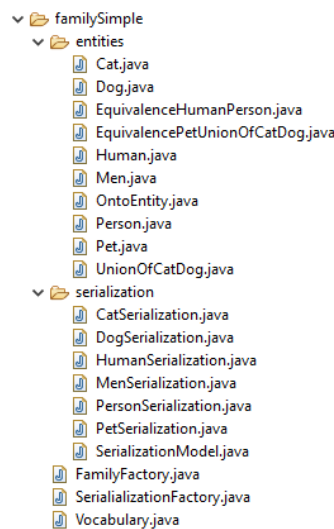 familySimple
entities
Cat.java
Dog.java
EquivalenceHumanPerson.java
EquivalencePetUnionOfCatDog.java
Human.java
Men.java
OntoEntity.java
Person.java
Pet.java
UnionOfCatDog.java
serialization
CatSerialization.java
DogSerialization.java
HumanSerialization.java
MenSerialization.java
PersonSerialization.java
PetSerialization.java
SerializationModel.java
FamilyFactory.java
SerialializationFactory.java
Vocabulary.java